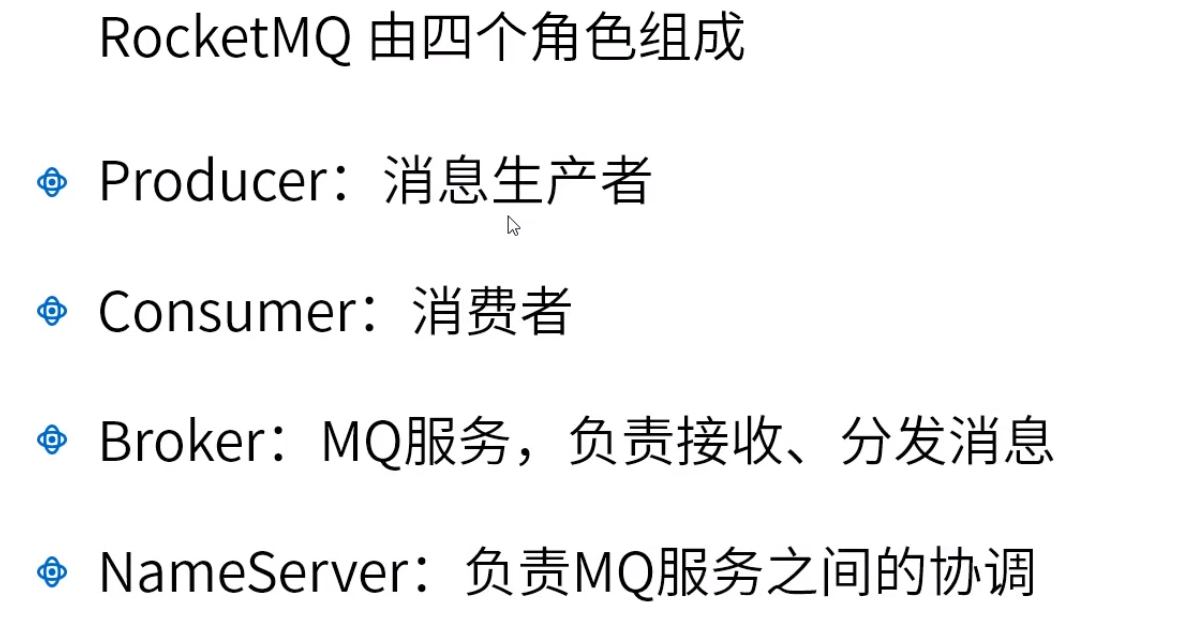 RocketMQ 由四个角色组成
Producer：消息生产者
Consumer：消费者
Broker：MQ服务，负责接收、分发消息
NameServer：负责MQ服务之间的协调